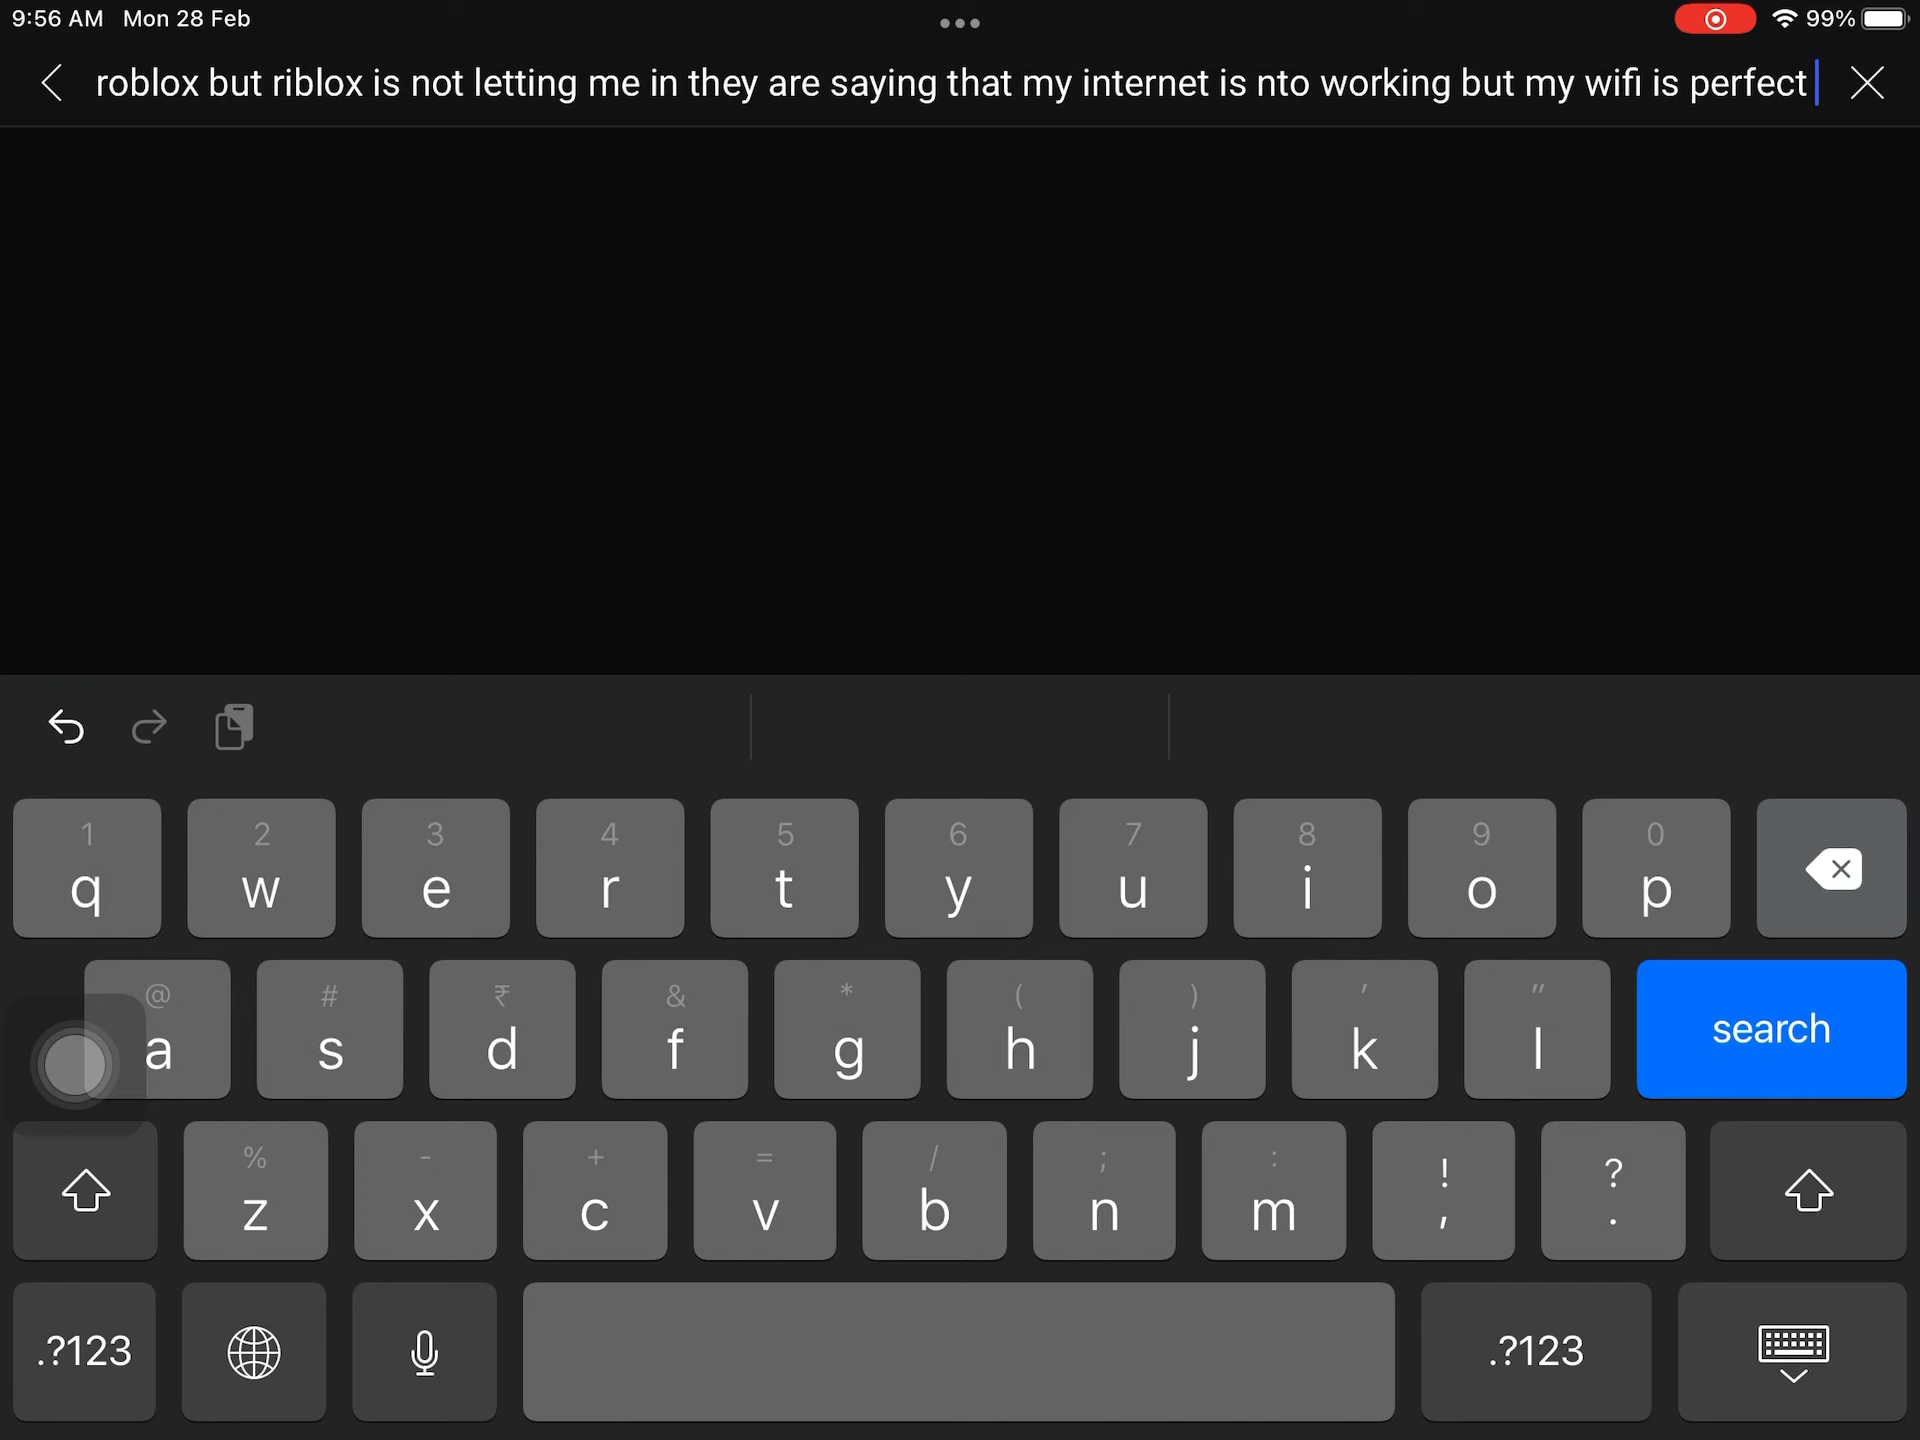 9:56 AM Mon 28 Feb 99%
roblox but riblox is not letting me in they are saying that my internet is nto working but my wifi is perfect
1 2 3 4 5 6 7 8 9 0
q w e r t y u i o p
@ # ₹ & * ( ) ' "
a s d f g h j k l search
% - + = / ; : ! ?
z x c v b n m , .
.?123 .?123